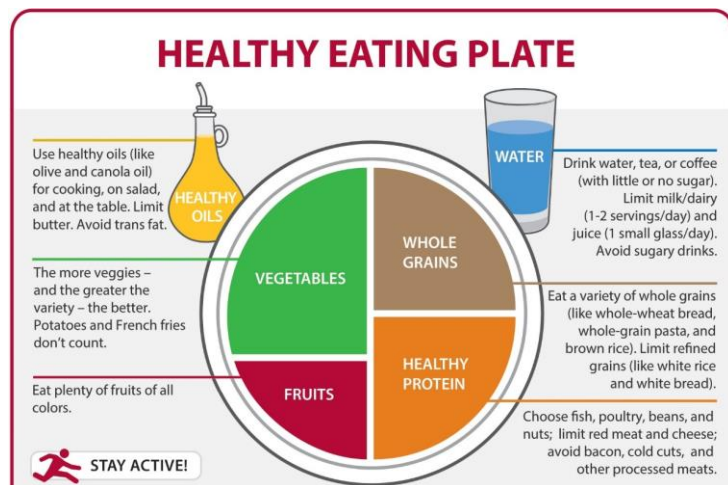 HEALTHY EATING PLATE
Use healthy oils (like
olive and canola oil)
for cooking, on salad,
and at the table. Limit
butter. Avoid trans fat.
HEALTHY
OILS
The more veggies –
and the greater the
variety – the better.
Potatoes and French fries
don’t count.
Eat plenty of fruits of all
colors.
STAY ACTIVE!
VEGETABLES
FRUITS
WHOLE
GRAINS
HEALTHY
PROTEIN
WATER
Drink water, tea, or coffee
(with little or no sugar).
Limit milk/dairy
(1-2 servings/day) and
juice (1 small glass/day).
Avoid sugary drinks.
Eat a variety of whole grains
(like whole-wheat bread,
whole-grain pasta, and
brown rice). Limit refined
grains (like white rice
and white bread).
Choose fish, poultry, beans, and
nuts; limit red meat and cheese;
avoid bacon, cold cuts, and
other processed meats.